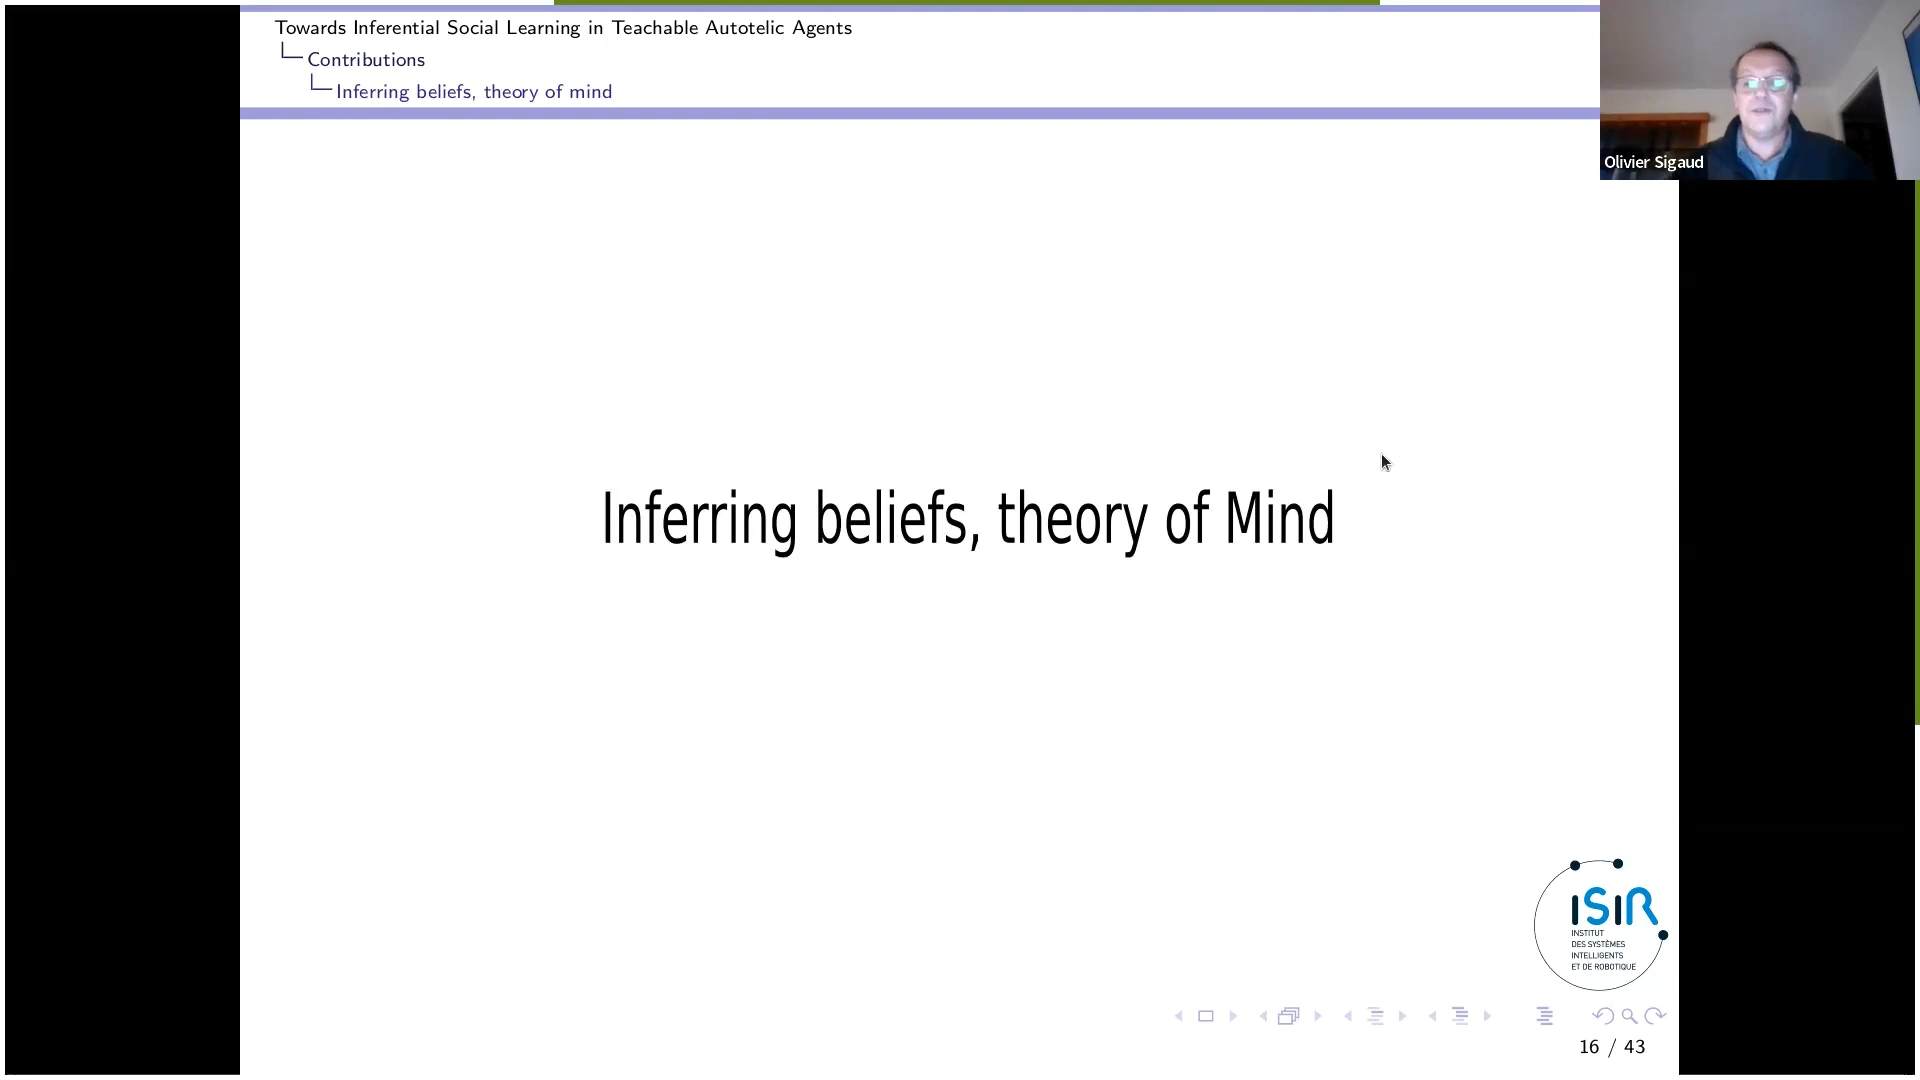 Towards Inferential Social Learning in Teachable Autotelic Agents
Contributions
Inferring beliefs, theory of mind
Olivier Sigaud
Inferring beliefs, theory of Mind
ISIR
INSTITUT
DES SYSTÈMES
INTELLIGENTS
ET DE ROBOTIQUE
16 / 43